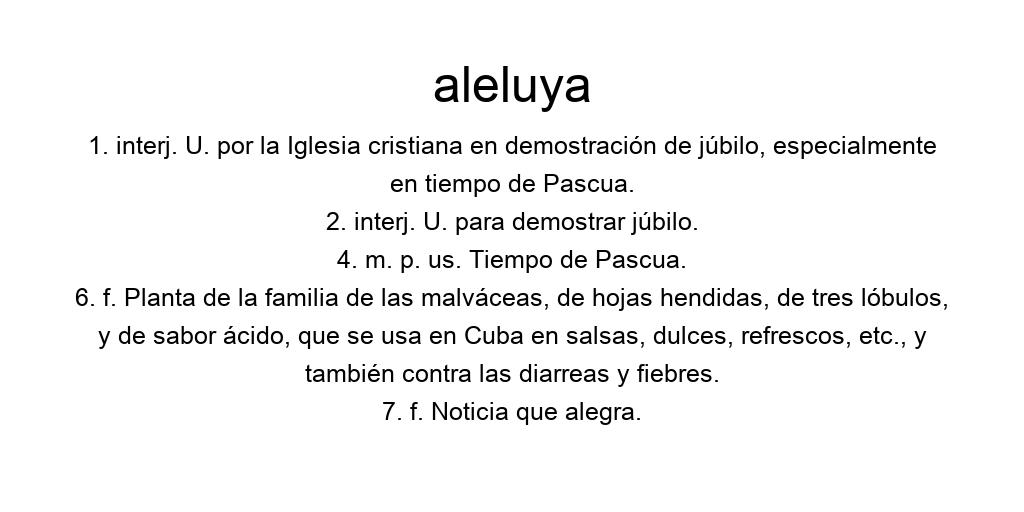 aleluya
1. interj. U. por la Iglesia cristiana en demostración de júbilo, especialmente
en tiempo de Pascua.
2. interj. U. para demostrar júbilo.
4. m. p. us. Tiempo de Pascua.
6. f. Planta de la familia de las malváceas, de hojas hendidas, de tres lóbulos,
y de sabor ácido, que se usa en Cuba en salsas, dulces, refrescos, etc., y
también contra las diarreas y fiebres.
7. f. Noticia que alegra.